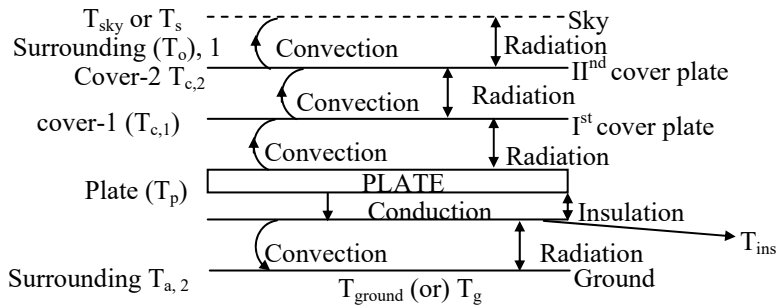 T_sky or T_s Sky
Surrounding (T_o), 1 Convection Radiation
Cover-2 T_c,2 II^nd cover plate
Convection Radiation
cover-1 (T_c,1) I^st cover plate
Convection Radiation
Plate (T_p) PLATE
Conduction Insulation
T_ins
Convection Radiation
Surrounding T_a, 2 Ground
T_ground (or) T_g